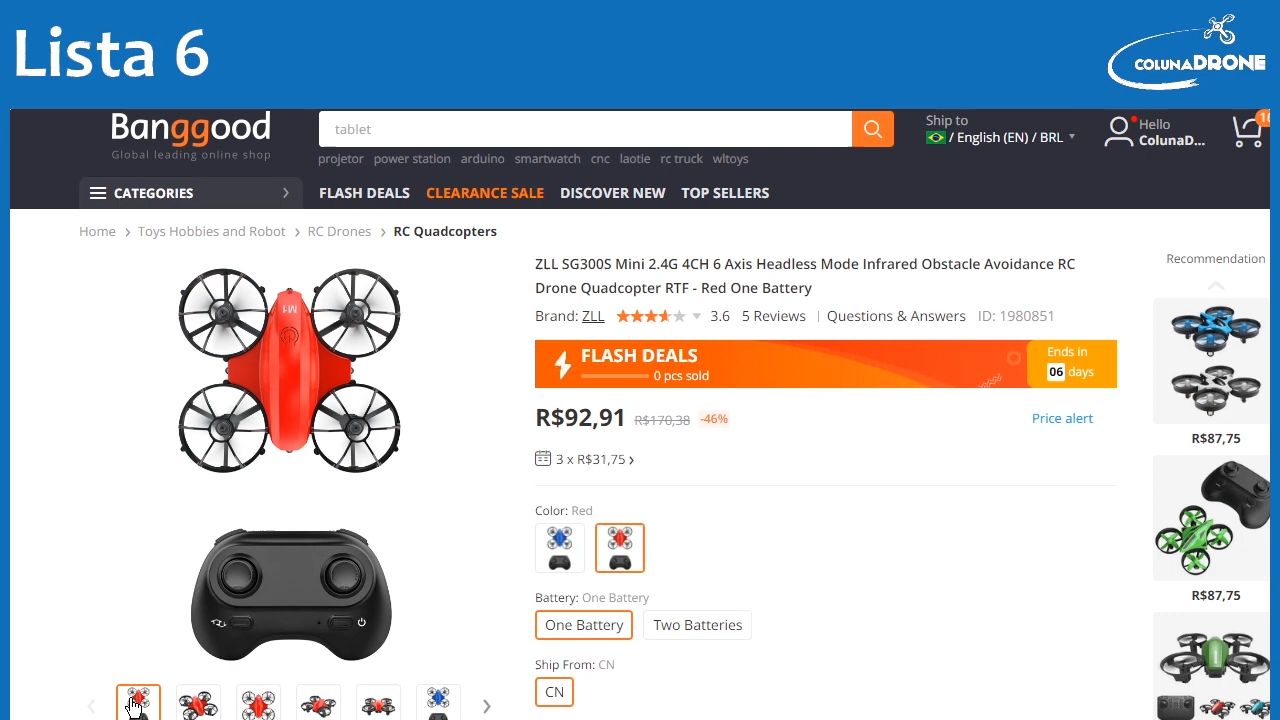 Lista 6
COLUNADRONE
Banggood
Global leading online shop
tablet
projetor power station arduino smartwatch cnc laotie rc truck wltoys
Ship to
/ English (EN) / BRL
Hello
ColunaD...
16
CATEGORIES
FLASH DEALS CLEARANCE SALE DISCOVER NEW TOP SELLERS
Home > Toys Hobbies and Robot > RC Drones > RC Quadcopters
ZLL SG300S Mini 2.4G 4CH 6 Axis Headless Mode Infrared Obstacle Avoidance RC
Drone Quadcopter RTF - Red One Battery
Brand: ZLL 3.6 5 Reviews | Questions & Answers ID: 1980851
FLASH DEALS
0 pcs sold
Ends in
06 days
R$92,91 R$170,38 -46%
Price alert
3 x R$31,75 >
Color: Red
Battery: One Battery
One Battery Two Batteries
Ship From: CN
CN
M1
Recommendation
R$87,75
R$87,75